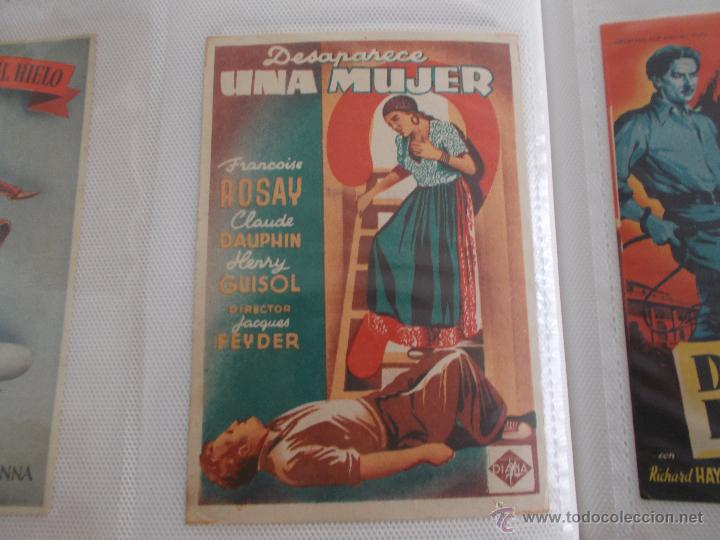 Desaparece
UNA MUJER
Francoise
ROSAY
Claude
DAUPHIN
Henry
GUISOL
DIRECTOR
Jacques
FEYDER
DIANA
L HIELO
NNA
D
con
Richard HAY
www.todocoleccion.net